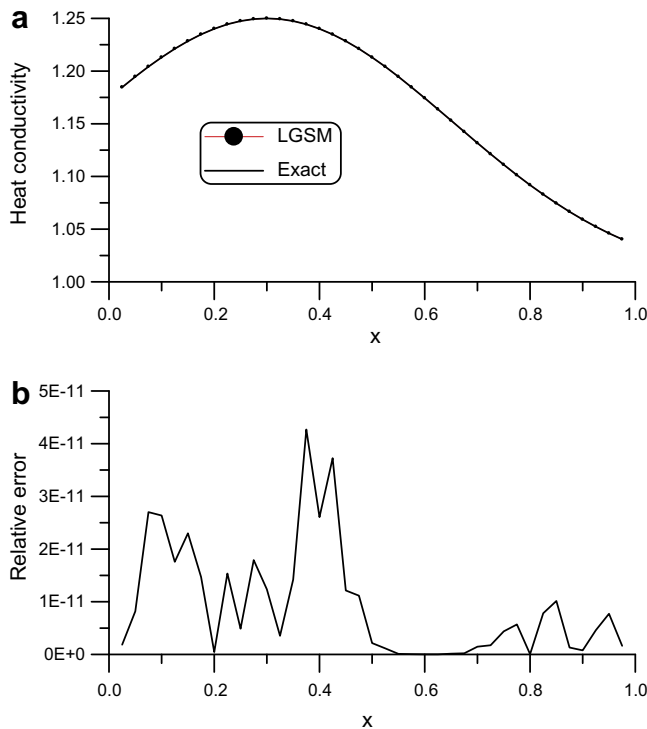 a
1.25
1.20
1.15
1.10
1.05
1.00
Heat conductivity
LGSM
Exact
0.0 0.2 0.4 0.6 0.8 1.0
x
b
5E-11
4E-11
3E-11
2E-11
1E-11
0E+0
Relative error
0.0 0.2 0.4 0.6 0.8 1.0
x